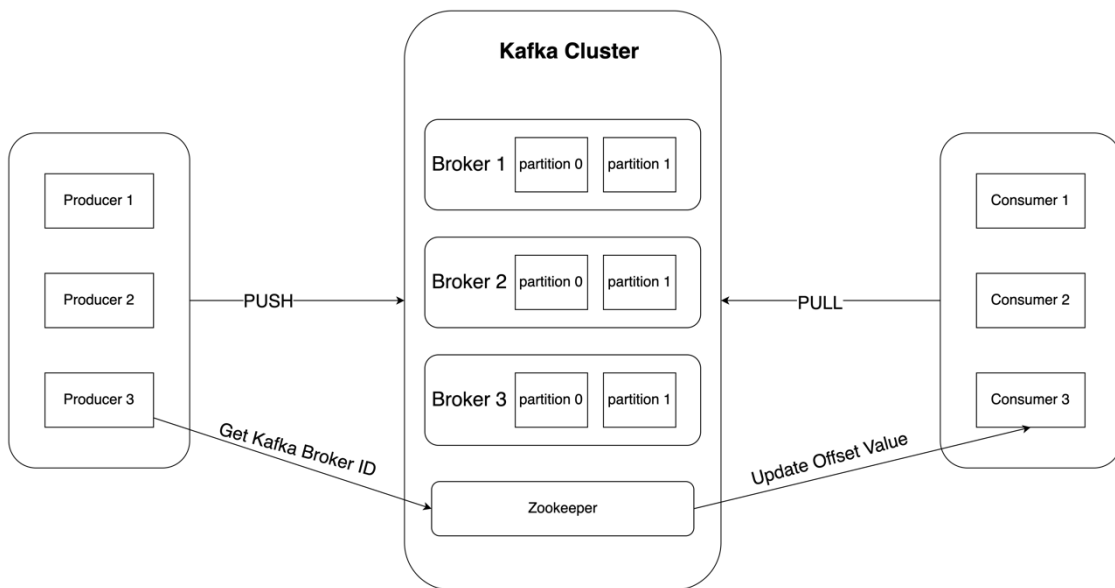 Kafka Cluster
Broker 1
partition 0
partition 1
Producer 1
Consumer 1
Broker 2
partition 0
partition 1
Producer 2
PUSH
PULL
Consumer 2
Broker 3
partition 0
partition 1
Producer 3
Consumer 3
Get Kafka Broker ID
Update Offset Value
Zookeeper